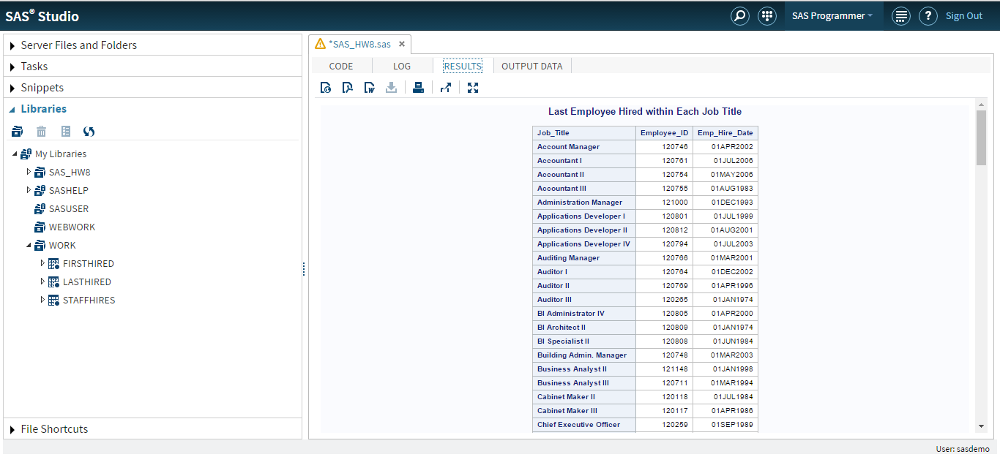 SAS® Studio
SAS Programmer
?
Sign Out
Server Files and Folders
Tasks
Snippets
Libraries
My Libraries
SAS_HW8
SASHELP
SASUSER
WEBWORK
WORK
FIRSTHIRED
LASTHIRED
STAFFHIRES
File Shortcuts
*SAS_HW8.sas
CODE LOG RESULTS OUTPUT DATA
Last Employee Hired within Each Job Title
Job_Title Employee_ID Emp_Hire_Date
Account Manager 120746 01APR2002
Accountant I 120761 01JUL2006
Accountant II 120754 01MAY2006
Accountant III 120755 01AUG1983
Administration Manager 121000 01DEC1993
Applications Developer I 120801 01JUL1999
Applications Developer II 120812 01AUG2001
Applications Developer IV 120794 01JUL2003
Auditing Manager 120766 01MAR2001
Auditor I 120764 01DEC2002
Auditor II 120769 01APR1996
Auditor III 120265 01JAN1974
BI Administrator IV 120805 01APR2000
BI Architect II 120809 01JAN1974
BI Specialist II 120808 01JUN1984
Building Admin. Manager 120748 01MAR2003
Business Analyst II 121148 01JAN1998
Business Analyst III 120711 01MAR1994
Cabinet Maker II 120118 01JUL1984
Cabinet Maker III 120117 01APR1986
Chief Executive Officer 120259 01SEP1989
User: sasdemo